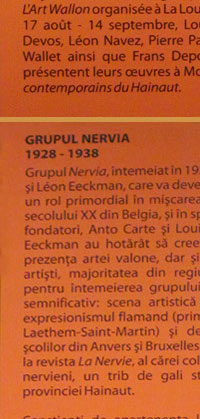 L'Art Wallon organisée à La Lou
17 août - 14 septembre, Lou
Devos, Léon Navez, Pierre Pa
Wallet ainsi que Frans Depo
présentent leurs œuvres à Mo
contemporains du Hainaut.
GRUPUL NERVIA
1928 - 1938
Grupul Nervia, intemeiat în 19
și Léon Eeckman, care va deve
un rol primordial în mișcarea
secolului XX din Belgia, și în sp
fondatori, Anto Carte și Loui
Eeckman au hotărât să cree
prezența artei valone, dar și
artiști, majoritatea din regiu
pentru întemeierea grupului
semnificativ: scena artistică
expresionismul flamand (prim
Laethem-Saint-Martin) și de
școlilor din Anvers și Bruxelles
la revista La Nervie, al cărei col
nervieni, un trib de gali st
provinciei Hainaut.